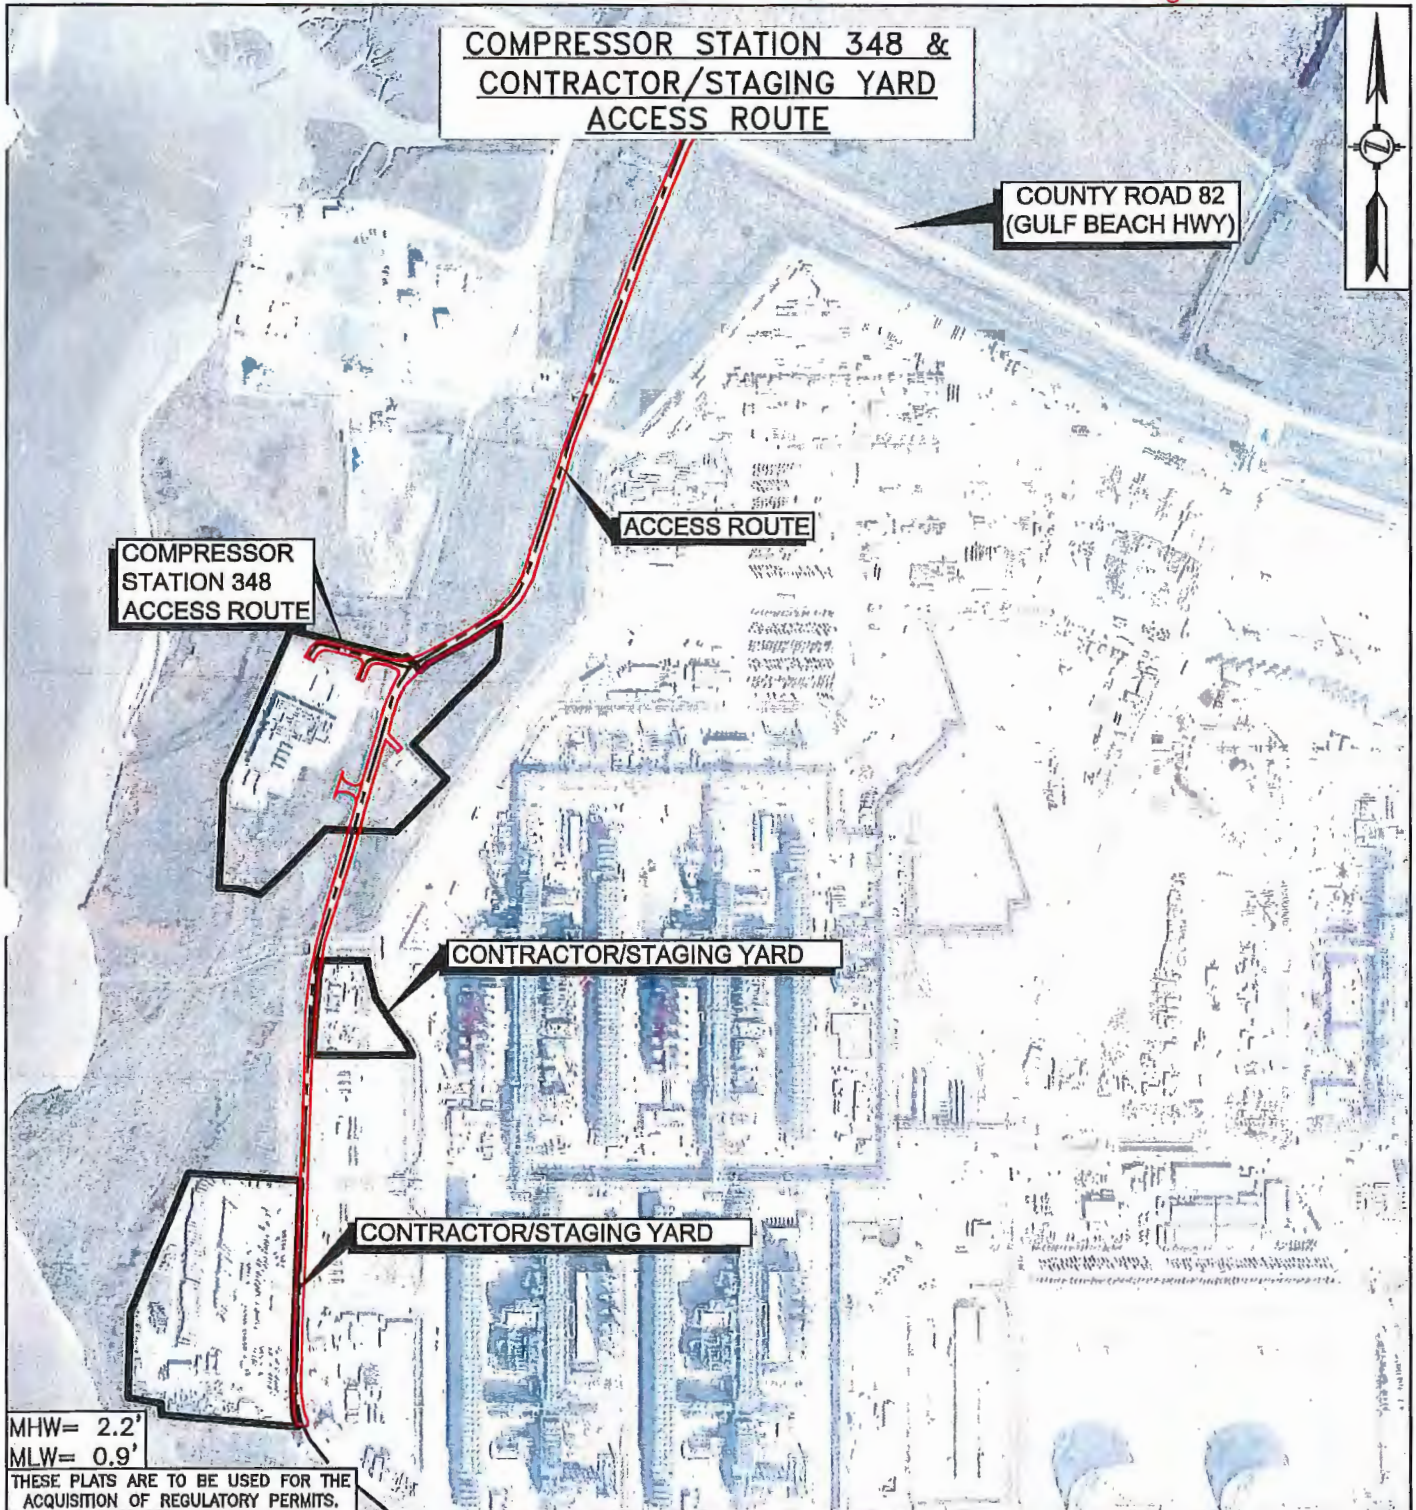 COMPRESSOR STATION 348 &
CONTRACTOR/STAGING YARD
ACCESS ROUTE
COUNTY ROAD 82
(GULF BEACH HWY)
ACCESS ROUTE
COMPRESSOR
STATION 348
ACCESS ROUTE
CONTRACTOR/STAGING YARD
CONTRACTOR/STAGING YARD
MHW= 2.2'
MLW= 0.9'
THESE PLATS ARE TO BE USED FOR THE
ACQUISITION OF REGULATORY PERMITS.